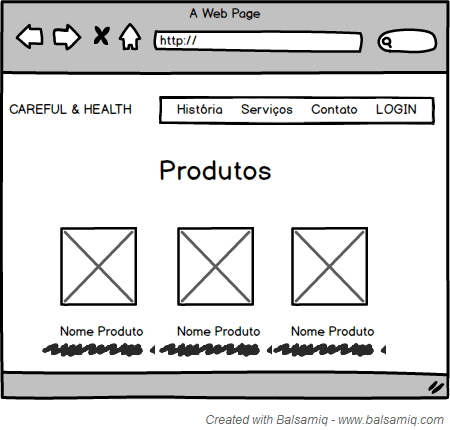 A Web Page
http://
CAREFUL & HEALTH
História Serviços Contato LOGIN
Produtos
Nome Produto Nome Produto Nome Produto
Created with Balsamiq - www.balsamiq.com